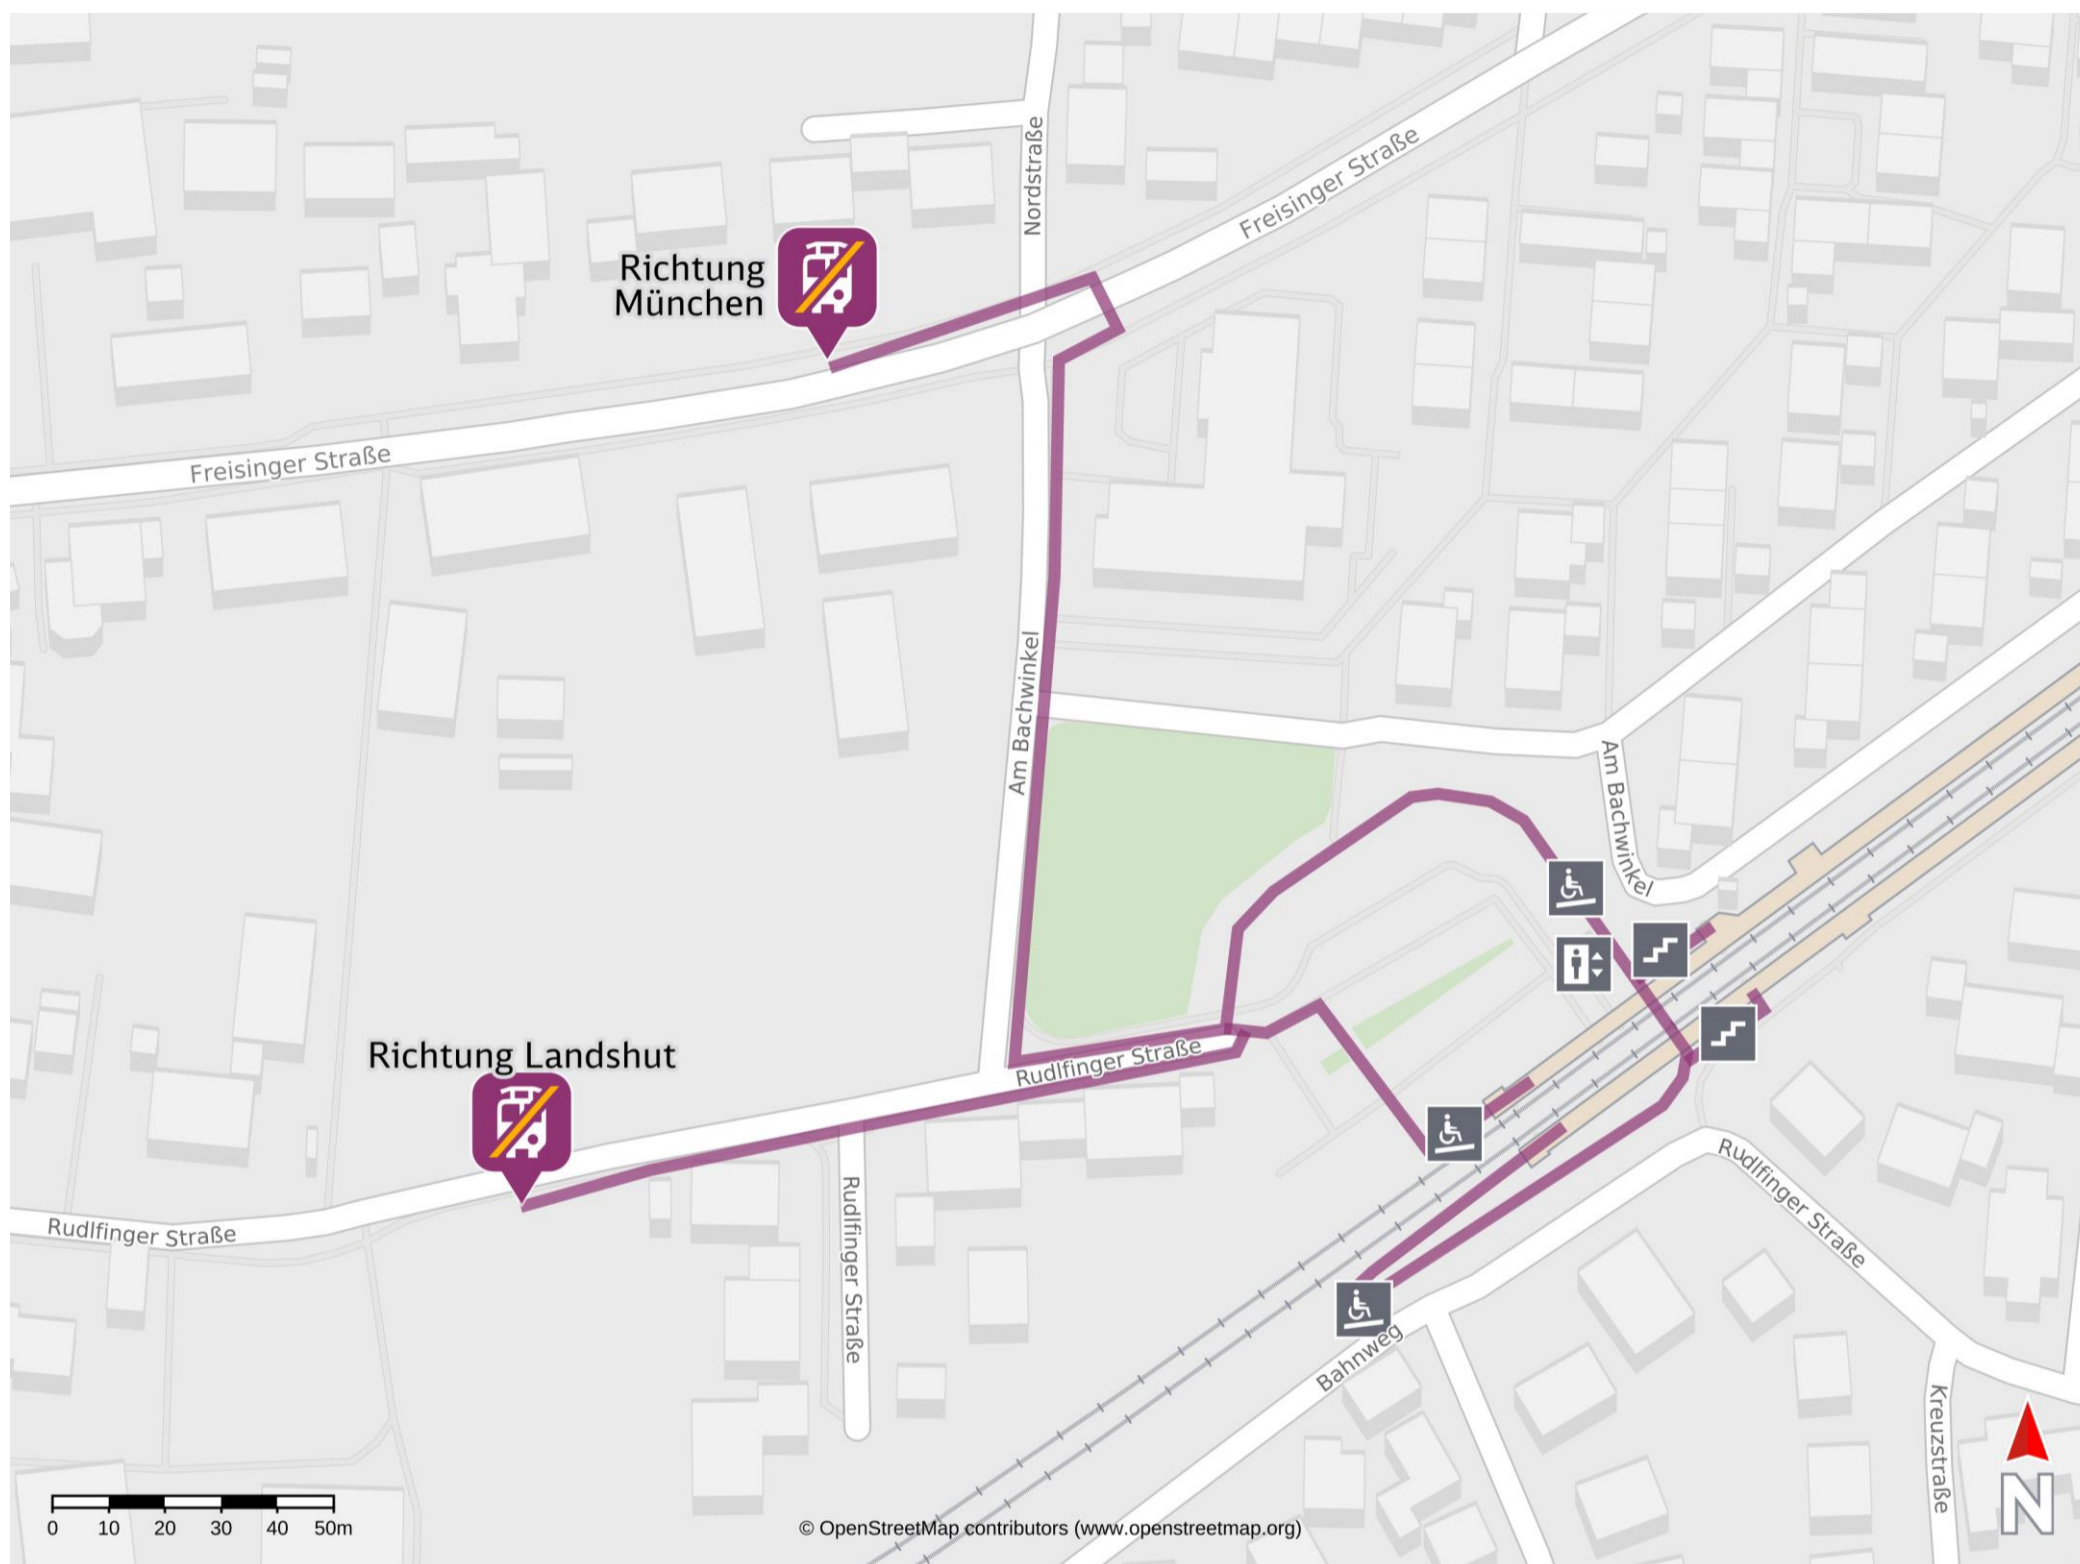 Nordstraße
Freisinger Straße
Richtung
München
Freisinger Straße
Am Bachwinkel
Am Bachwinkel
Richtung Landshut
Rudlfinger Straße
Rudlfinger Straße
Rudlfinger Straße
Rudlfinger Straße
Bahnweg
Kreuzstraße
N
0 10 20 30 40 50m
© OpenStreetMap contributors (www.openstreetmap.org)